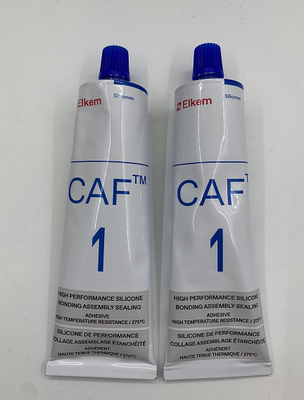 Elkem
Silicones
CAF™
1
HIGH PERFORMANCE SILICONE
BONDING ASSEMBLY SEALING
ADHESIVE
HIGH TEMPERATURE RESISTANCE / 275°C
SILICONE DE PERFORMANCE
COLLAGE ASSEMBLAGE ÉTANCHÉITÉ
ADHÉRENT
HAUTE TENUE THERMIQUE / 275°C
Elkem
Silicones
CAF™
1
HIGH PERFORMANCE SILICONE
BONDING ASSEMBLY SEALING
ADHESIVE
HIGH TEMPERATURE RESISTANCE / 275°C
SILICONE DE PERFORMANCE
COLLAGE ASSEMBLAGE ÉTANCHÉITÉ
ADHÉRENT
HAUTE TENUE THERMIQUE / 275°C